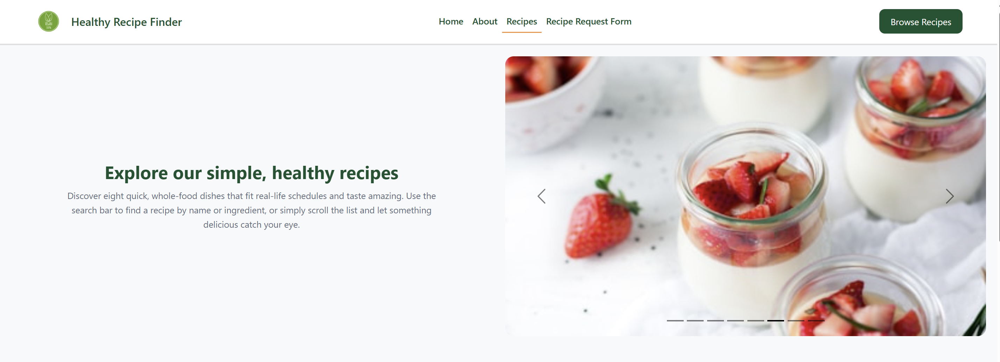 VEGAN
100%
Healthy Recipe Finder
Home About Recipes Recipe Request Form
Browse Recipes
Explore our simple, healthy recipes
Discover eight quick, whole-food dishes that fit real-life schedules and taste amazing. Use the
search bar to find a recipe by name or ingredient, or simply scroll the list and let something
delicious catch your eye.